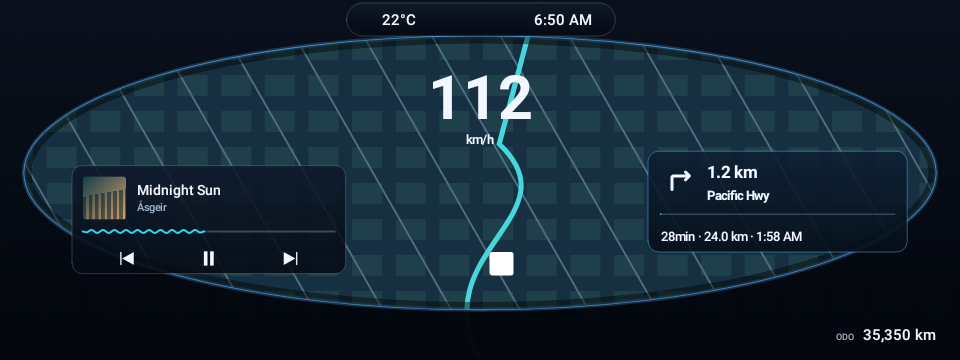 22°C 6:50 AM
112
km/h
Midnight Sun
Ásgeir
1.2 km
Pacific Hwy
28min · 24.0 km · 1:58 AM
ODO 35,350 km